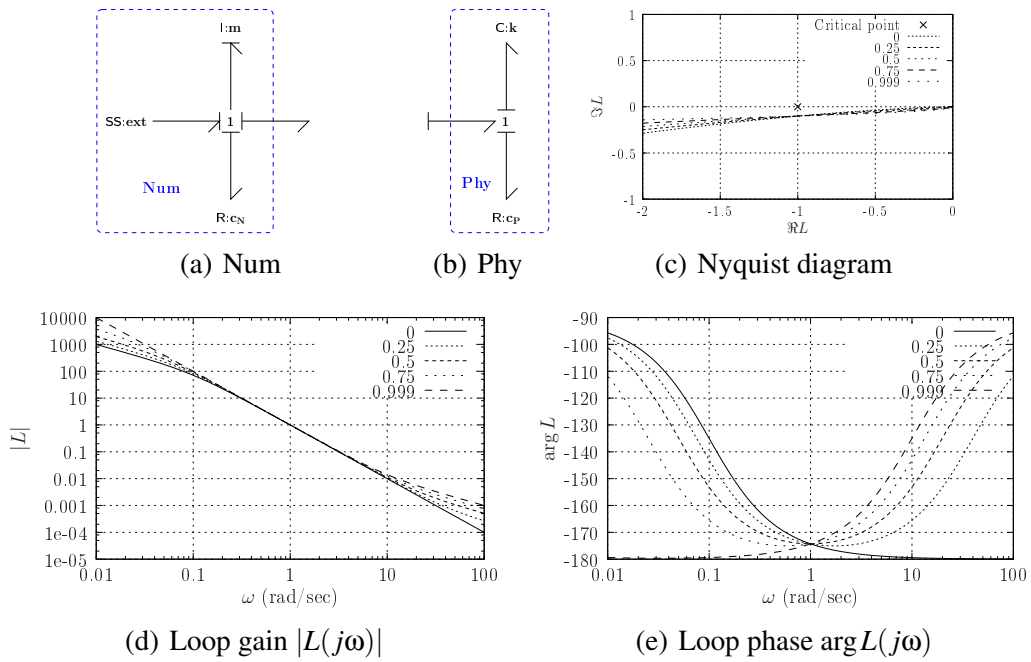 I:m
SS:ext
1
Num
R:c_N
(a) Num
C:k
1
Phy
R:c_P
(b) Phy
Critical point
0
0.25
0.5
0.75
0.999
1
0.5
0
-0.5
-1
ℑL
-2
-1.5
-1
-0.5
0
ℜL
(c) Nyquist diagram
10000
1000
100
10
1
0.1
0.01
0.001
1e-04
1e-05
|L|
0
0.25
0.5
0.75
0.999
0.01
0.1
1
10
100
ω (rad/sec)
(d) Loop gain |L(jω)|
-90
-100
-110
-120
-130
-140
-150
-160
-170
-180
arg L
0
0.25
0.5
0.75
0.999
0.01
0.1
1
10
100
ω (rad/sec)
(e) Loop phase arg L(jω)